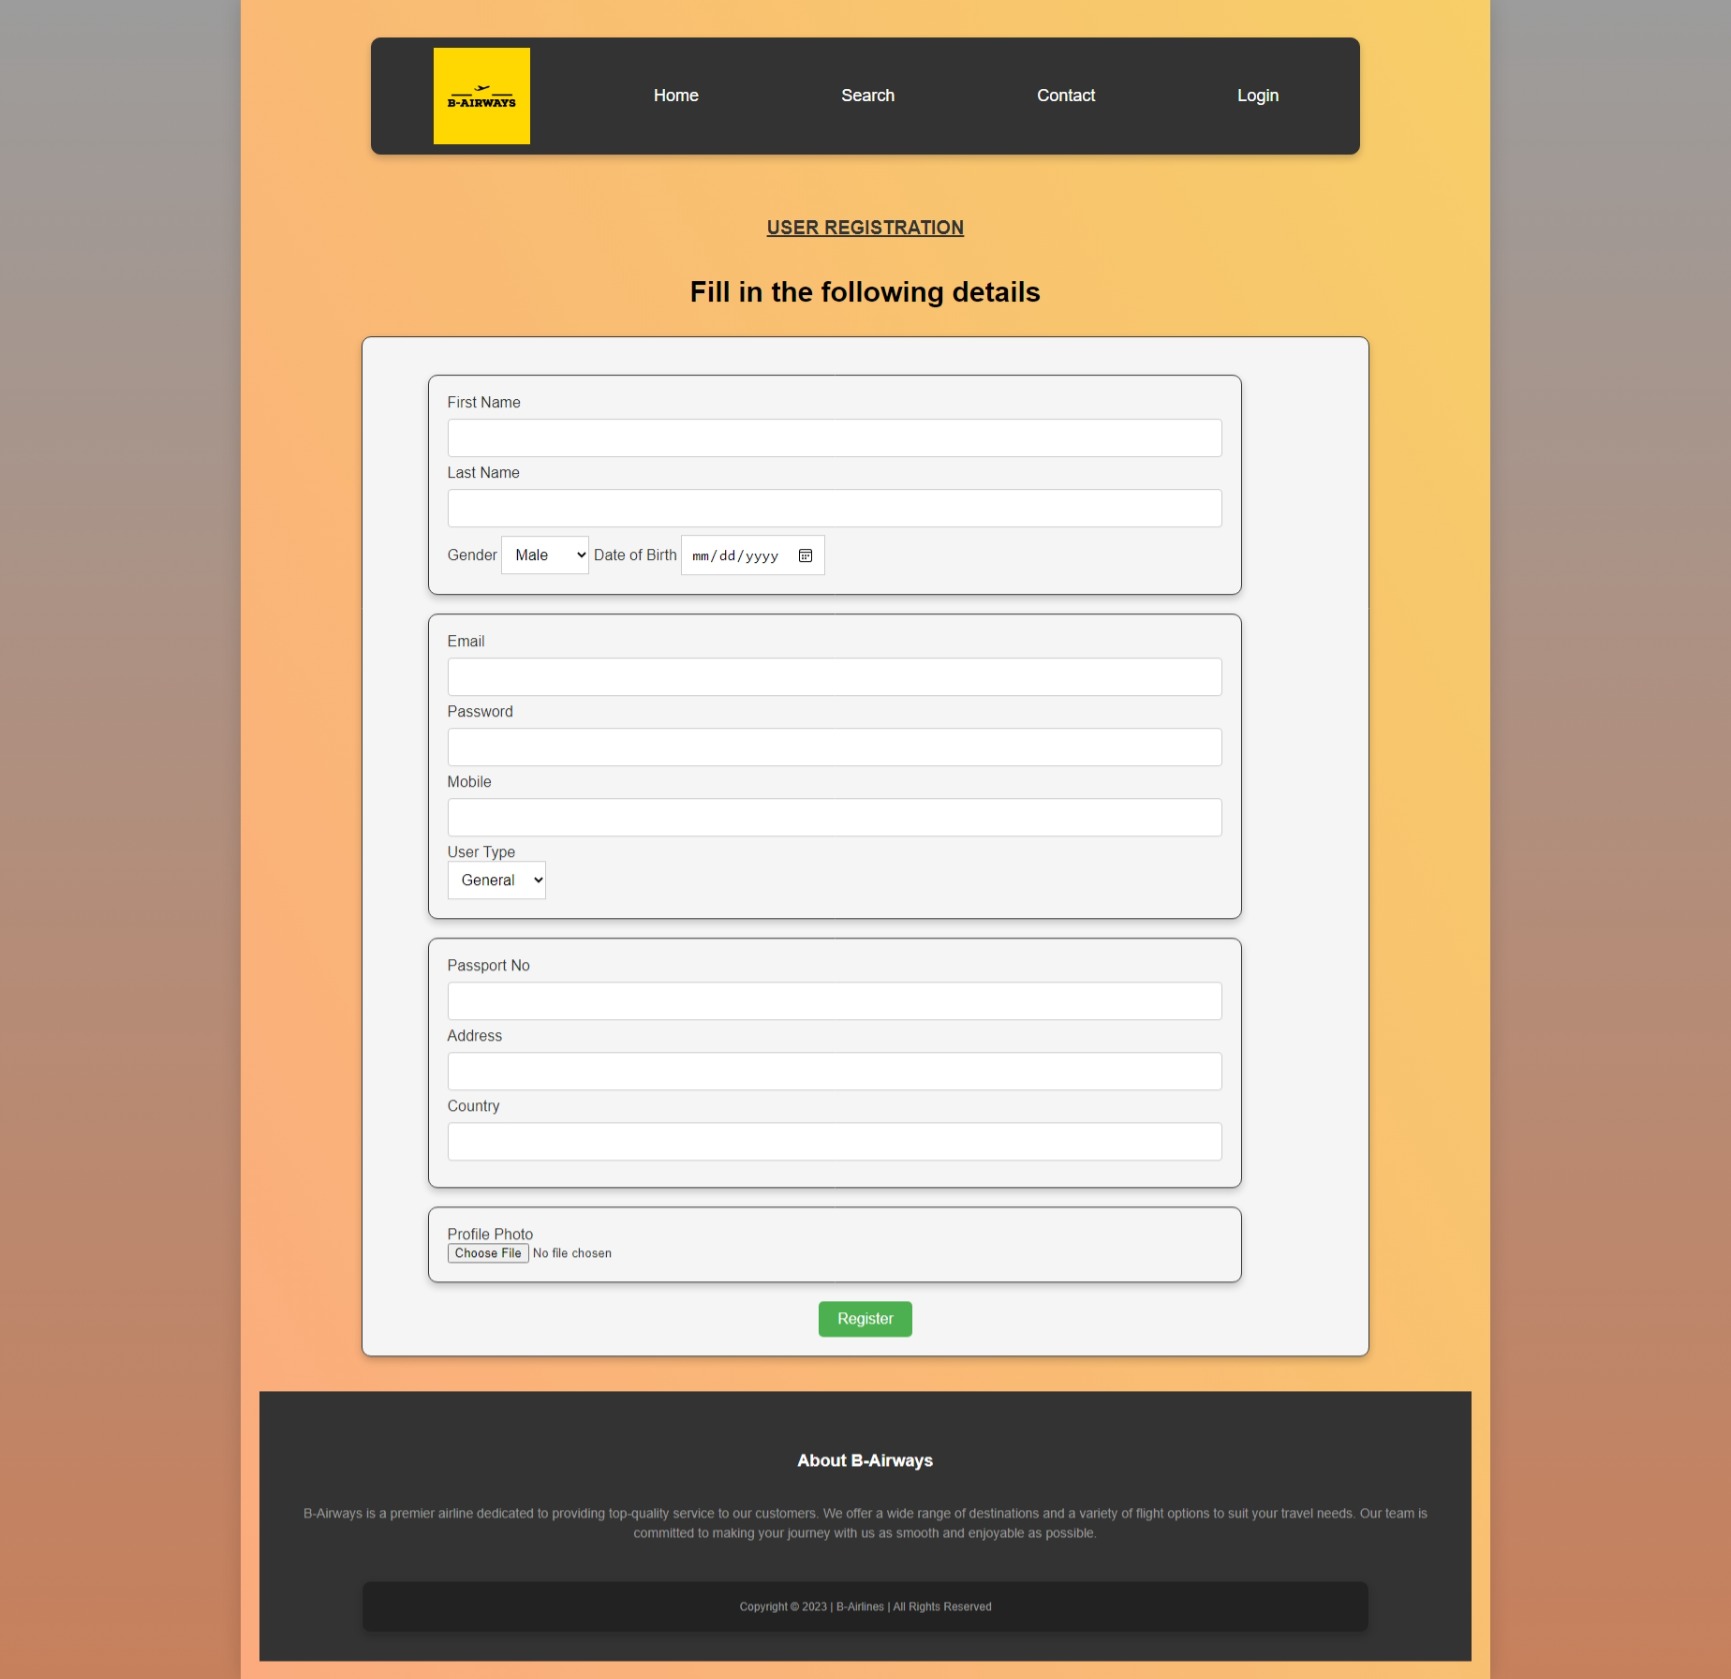 B-AIRWAYS
Home
Search
Contact
Login
USER REGISTRATION
Fill in the following details
First Name
Last Name
Gender Male Date of Birth mm/dd/yyyy
Email
Password
Mobile
User Type
General
Passport No
Address
Country
Profile Photo
Choose File No file chosen
Register
About B-Airways
B-Airways is a premier airline dedicated to providing top-quality service to our customers. We offer a wide range of destinations and a variety of flight options to suit your travel needs. Our team is
committed to making your journey with us as smooth and enjoyable as possible.
Copyright © 2023 | B-Airlines | All Rights Reserved